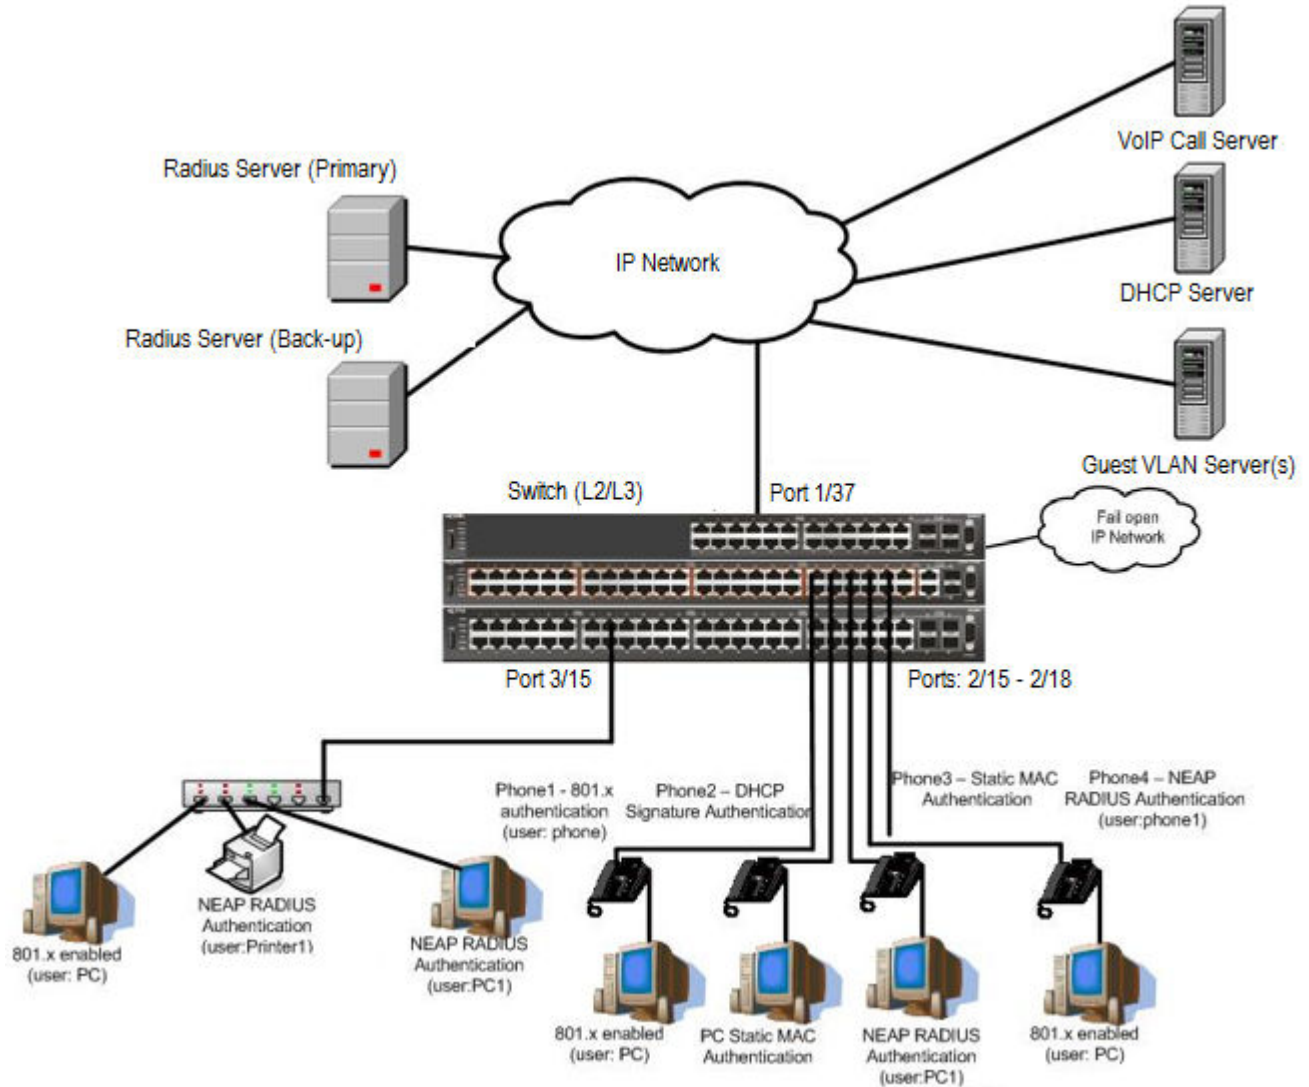 VoIP Call Server
Radius Server (Primary)
IP Network
DHCP Server
Radius Server (Back-up)
Guest VLAN Server(s)
Switch (L2/L3)
Port 1/37
Fail open
IP Network
Port 3/15
Ports: 2/15 - 2/18
Phone1 - 801.x
authentication
(user: phone)
Phone2 – DHCP
Signature Authentication
Phone3 – Static MAC
Authentication
Phone4 – NEAP
RADIUS Authentication
(user:phone1)
801.x enabled
(user: PC)
NEAP RADIUS
Authentication
(user:Printer1)
NEAP RADIUS
Authentication
(user:PC1)
801.x enabled
(user: PC)
PC Static MAC
Authentication
NEAP RADIUS
Authentication
(user:PC1)
801.x enabled
(user: PC)